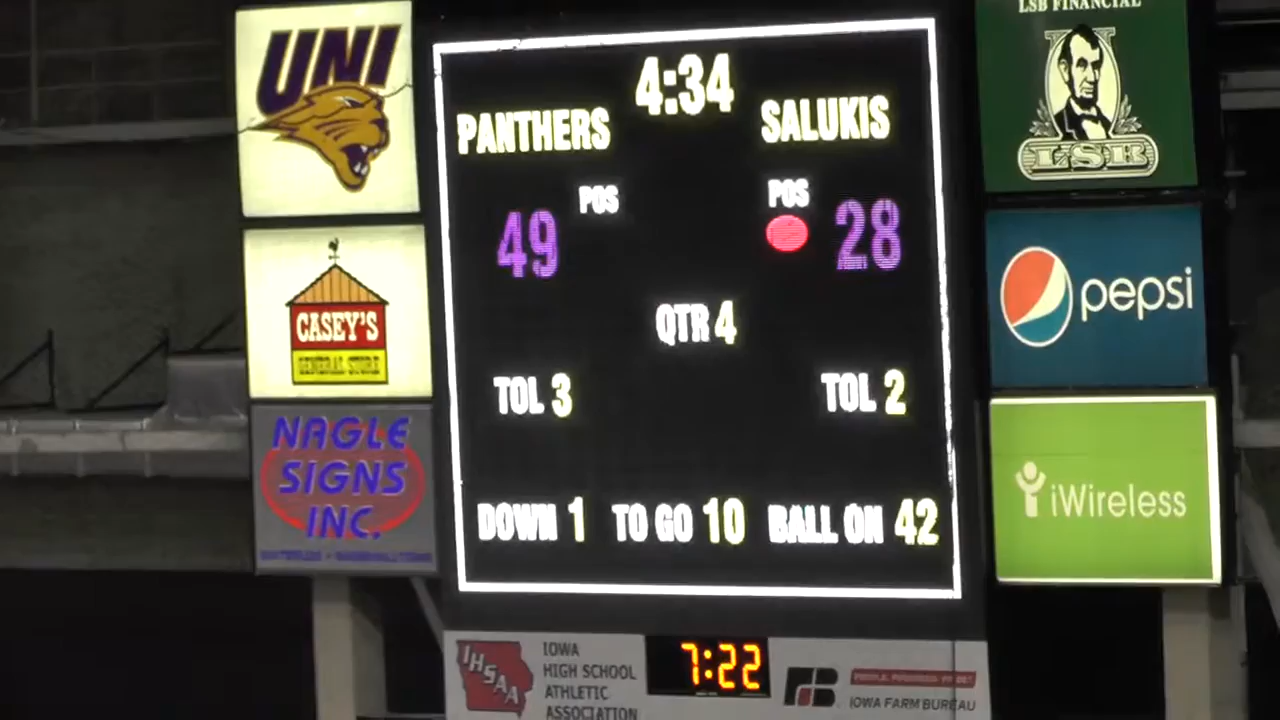 UNI
CASEY'S
GENERAL STORE
NAGLE
SIGNS
INC.
4:34
PANTHERS
SALUKIS
POS
POS
49
28
QTR 4
TOL 3
TOL 2
DOWN 1 TO GO 10 BALL ON 42
LSB FINANCIAL
LSB
pepsi
iWireless
IHSAA
IOWA
HIGH SCHOOL
ATHLETIC
ASSOCIATION
7:22
FB
IOWA FARM BUREAU